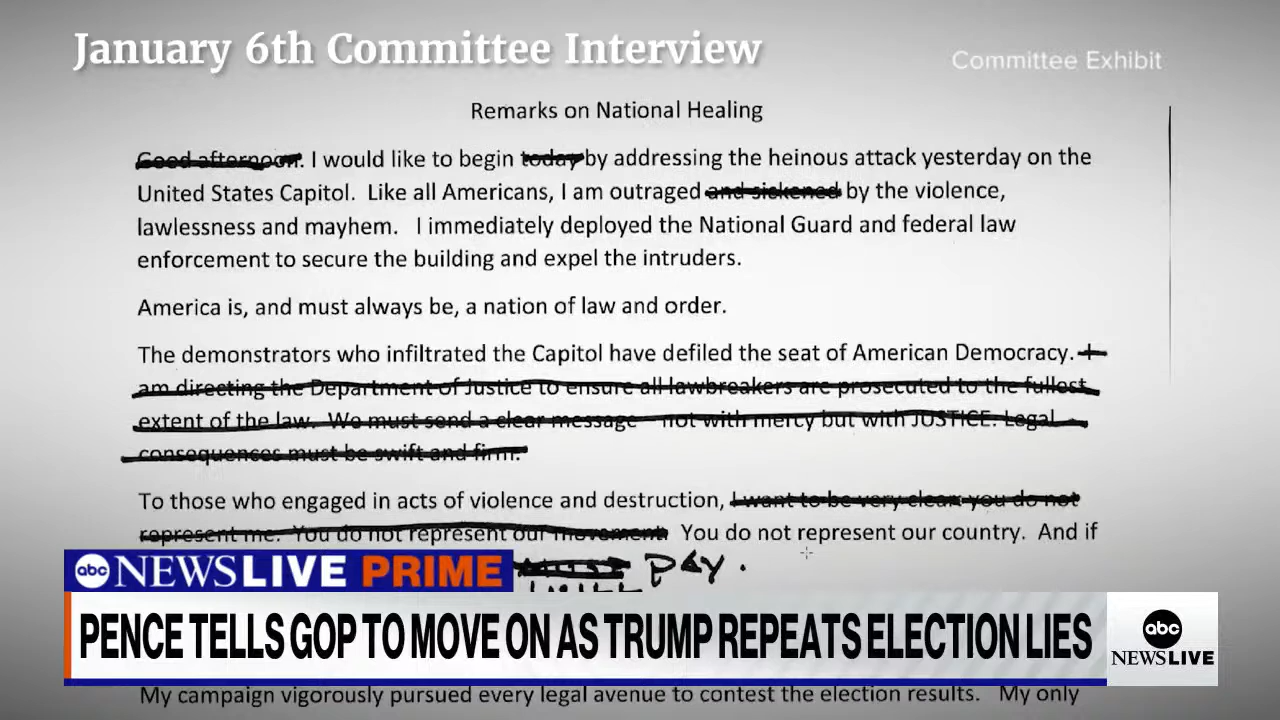 January 6th Committee Interview
Committee Exhibit
Remarks on National Healing
Good afternoon. I would like to begin today by addressing the heinous attack yesterday on the
United States Capitol. Like all Americans, I am outraged and sickened by the violence,
lawlessness and mayhem. I immediately deployed the National Guard and federal law
enforcement to secure the building and expel the intruders.
America is, and must always be, a nation of law and order.
The demonstrators who infiltrated the Capitol have defiled the seat of American Democracy. I
am directing the Department of Justice to ensure all lawbreakers are prosecuted to the fullest
extent of the law. We must send a clear message not with mercy but with JUSTICE. Legal
consequences must be swift and firm.
To those who engaged in acts of violence and destruction, I want to be very clear you do not
represent me. You do not represent our movement. You do not represent our country. And if
pay.
abc NEWS LIVE PRIME
PENCE TELLS GOP TO MOVE ON AS TRUMP REPEATS ELECTION LIES
abc
NEWS LIVE
My campaign vigorously pursued every legal avenue to contest the election results. My only